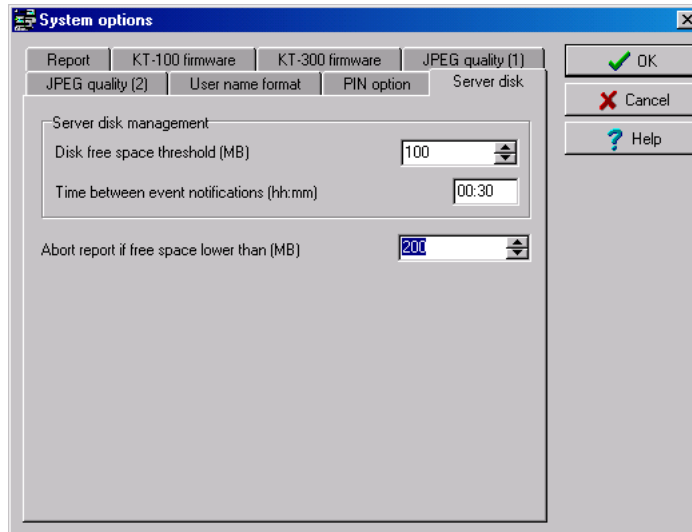 System options
Report KT-100 firmware KT-300 firmware JPEG quality (1)
JPEG quality (2) User name format PIN option Server disk
OK
Cancel
Help
Server disk management
Disk free space threshold (MB) 100
Time between event notifications (hh:mm) 00:30
Abort report if free space lower than (MB) 200